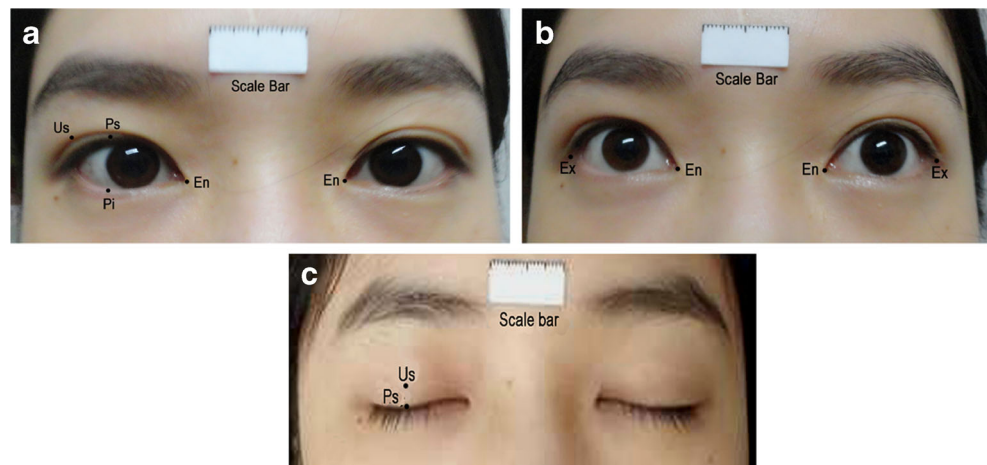 a
Scale Bar
Us
Ps
En
En
Pi
b
Scale Bar
Ex
En
En
Ex
c
Scale bar
Us
Ps